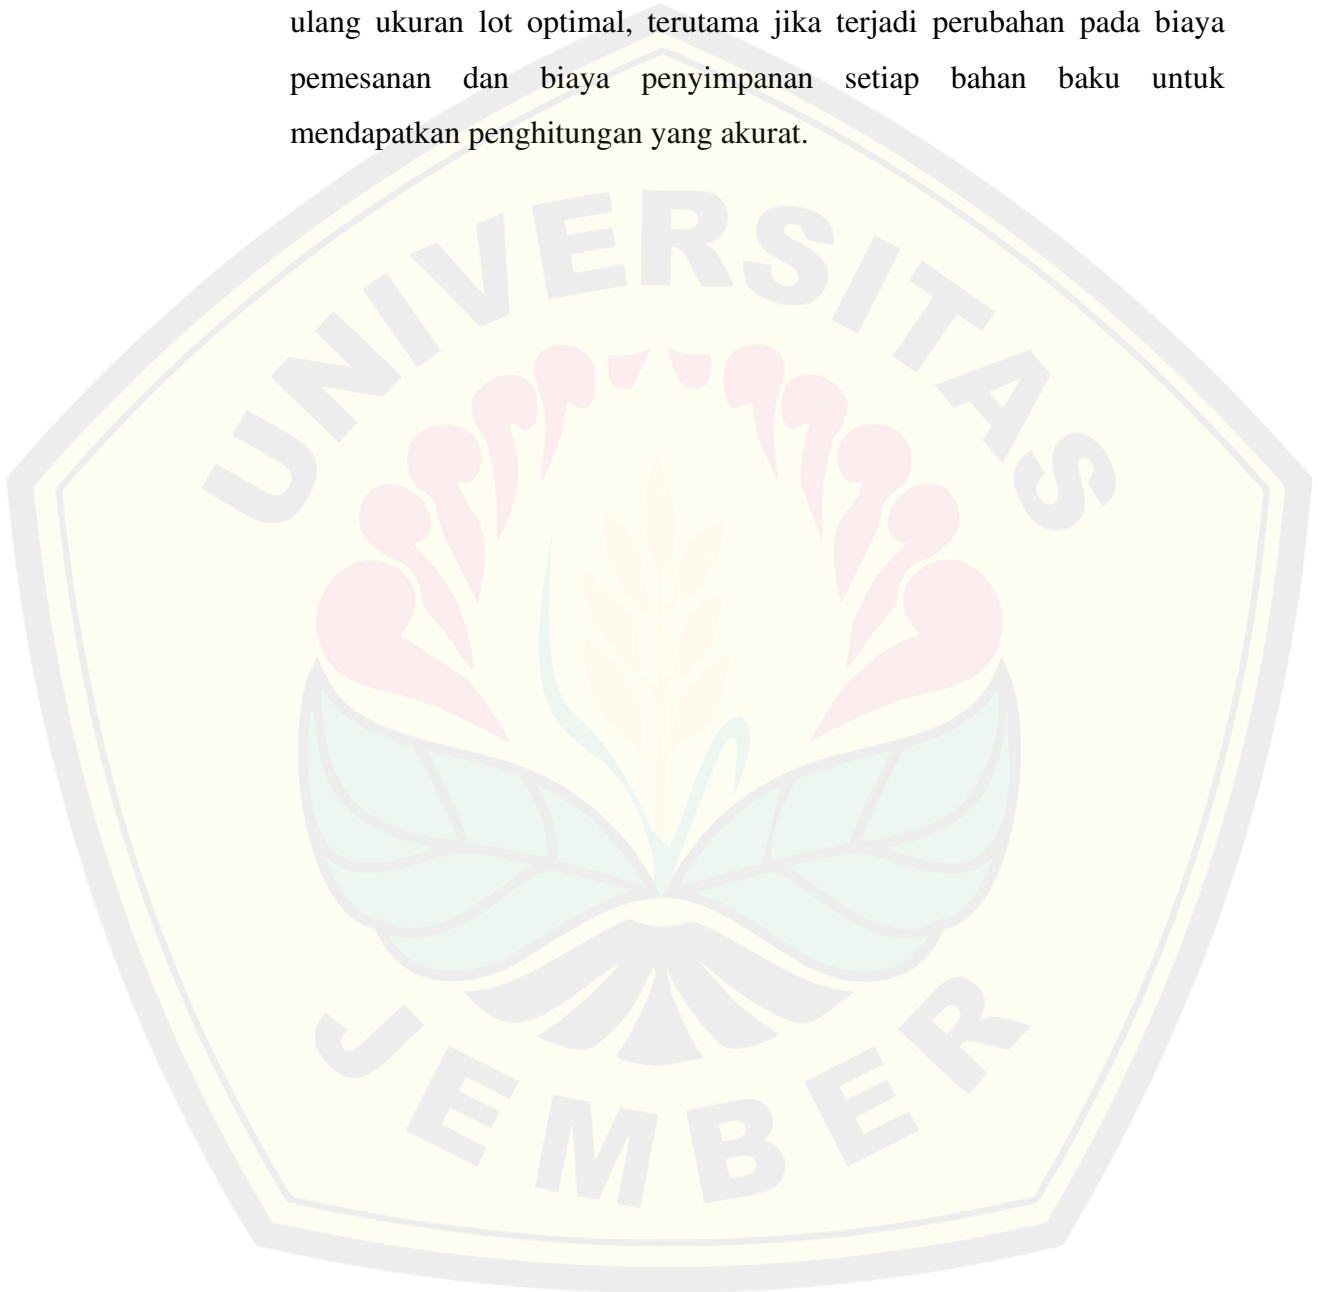 ulang ukuran lot optimal, terutama jika terjadi perubahan pada biaya
pemesanan dan biaya penyimpanan setiap bahan baku untuk
mendapatkan penghitungan yang akurat.
UNIVERSITAS
JEMBER